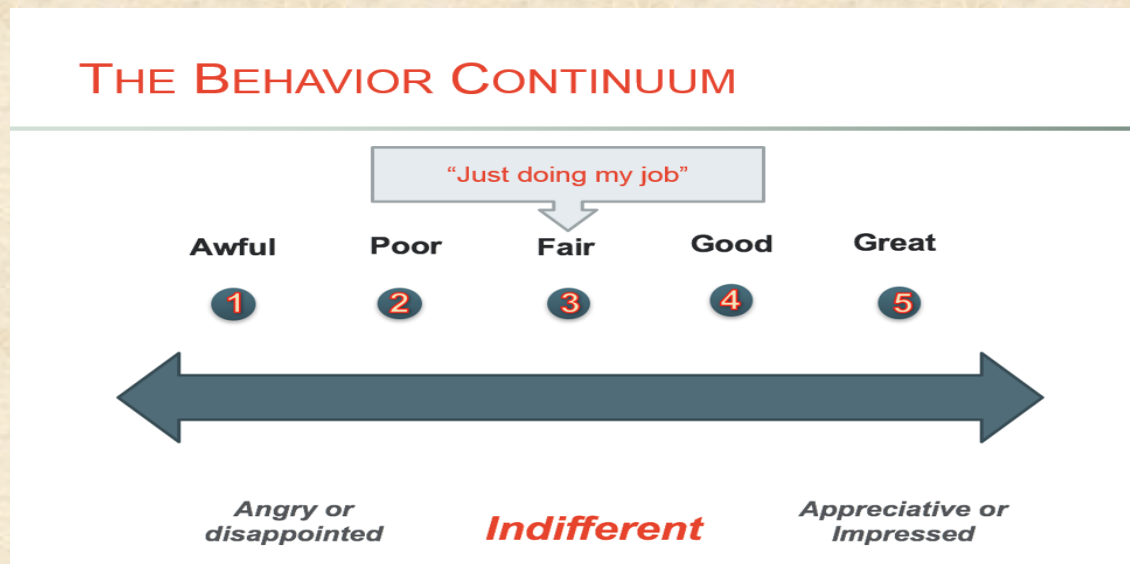 THE BEHAVIOR CONTINUUM
“Just doing my job”
Awful Poor Fair Good Great
1 2 3 4 5
Angry or disappointed
Indifferent
Appreciative or Impressed